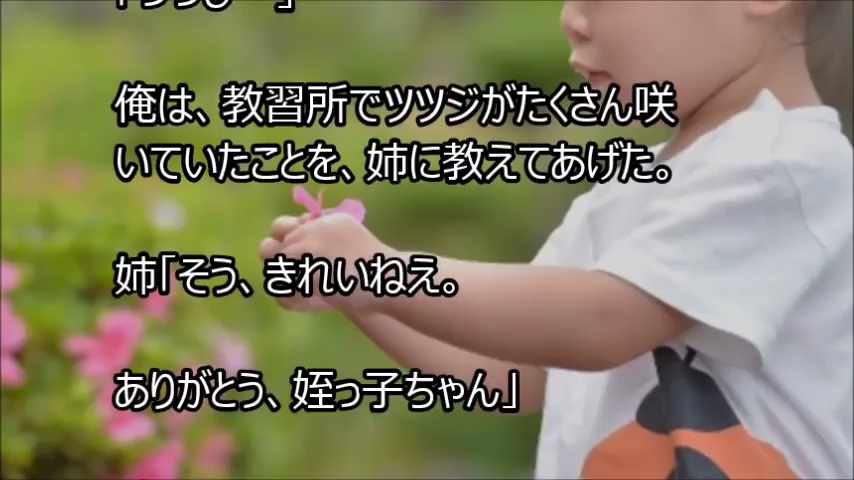 俺は、教習所でツツジがたくさん咲
いていたことを、姉に教えてあげた。
姉「そう、きれいねえ。
ありがとう、姪っ子ちゃん」